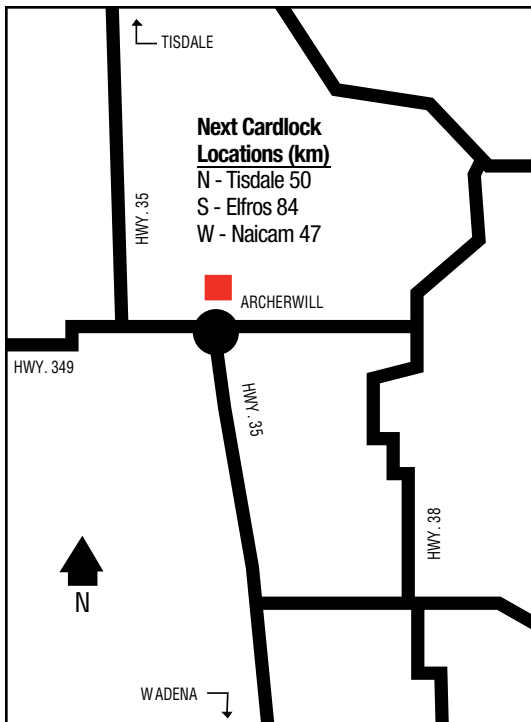 TISDALE
Next Cardlock
Locations (km)
N - Tisdale 50
S - Elfros 84
W - Naicam 47
HWY. 35
ARCHERWILL
HWY. 349
HWY. 35
HWY. 38
N
WADENA